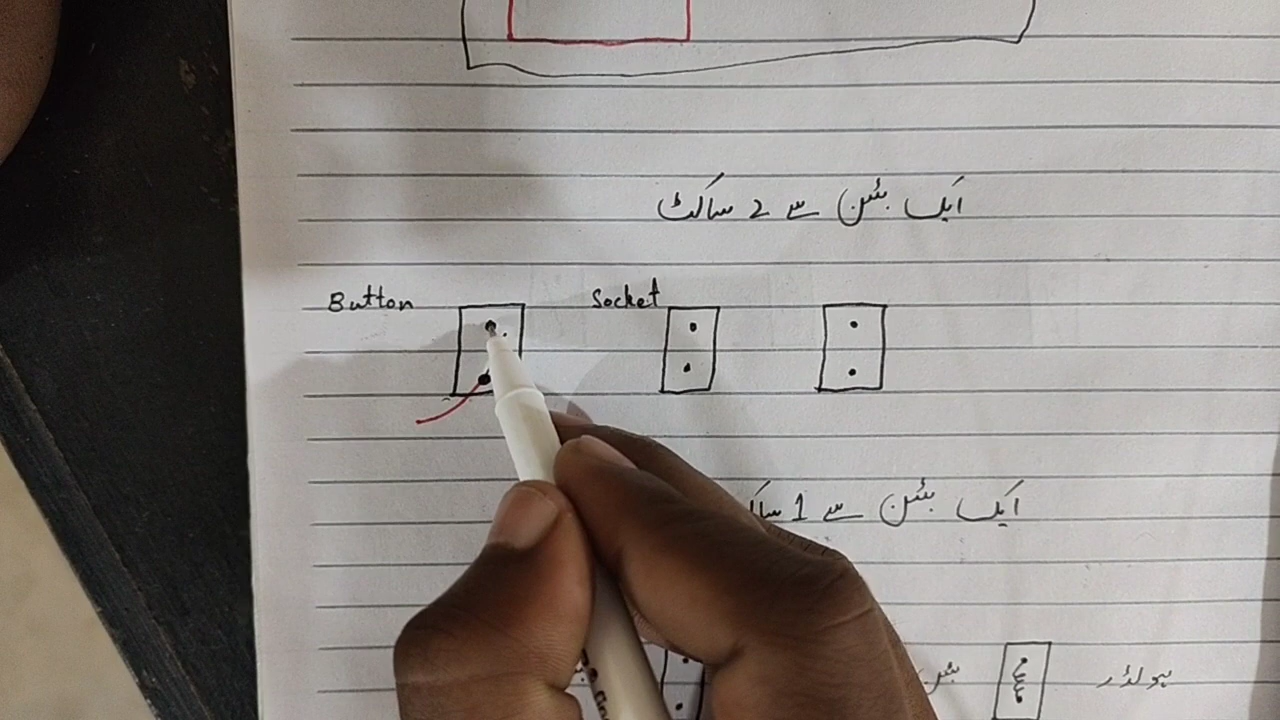 ایک بٹن سے 2 ساکٹ
Button Socket
ایک بٹن سے 1
ہولڈر